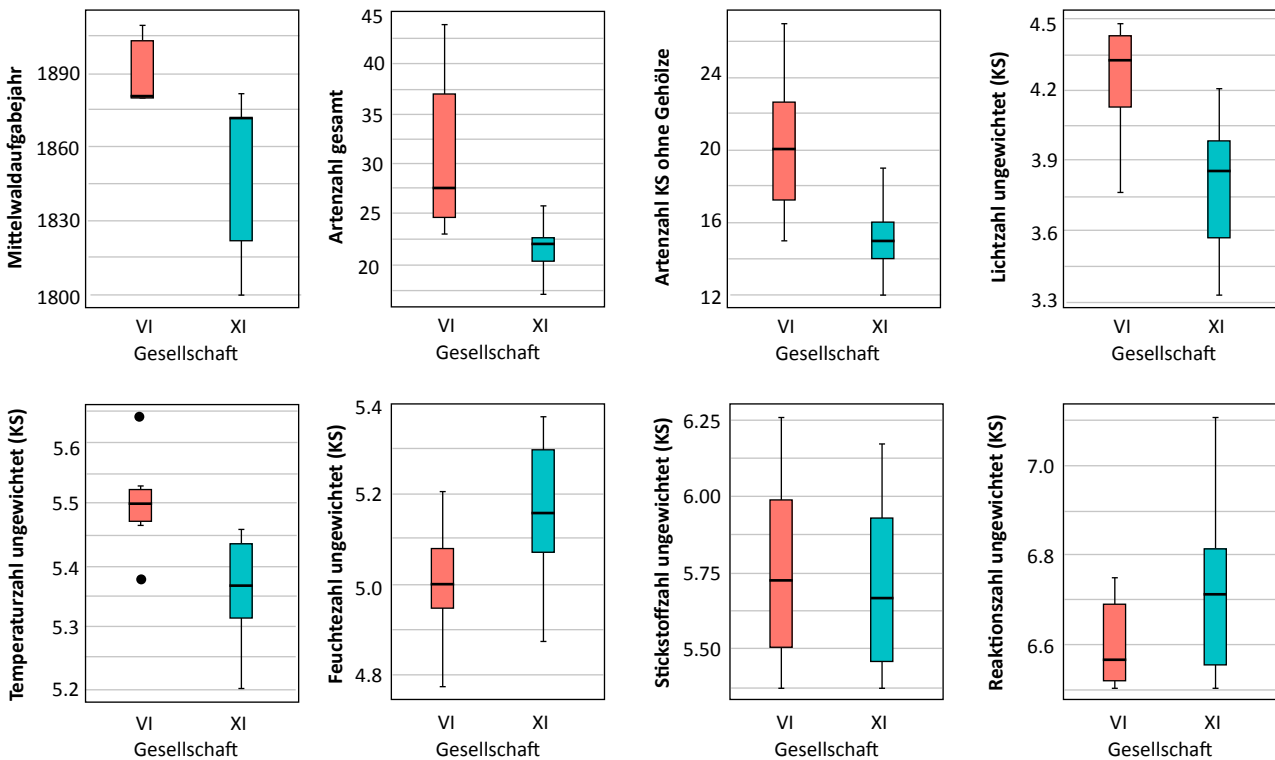 Mittelwaldaufgabejahr
1890
1860
1830
1800
VI XI
Gesellschaft
Artenzahl gesamt
45
40
35
30
25
20
VI XI
Gesellschaft
Artenzahl KS ohne Gehölze
24
20
16
12
VI XI
Gesellschaft
Lichtzahl ungewichtet (KS)
4.5
4.2
3.9
3.6
3.3
VI XI
Gesellschaft
Temperaturzahl ungewichtet (KS)
5.6
5.5
5.4
5.3
5.2
VI XI
Gesellschaft
Feuchtezahl ungewichtet (KS)
5.4
5.2
5.0
4.8
VI XI
Gesellschaft
Stickstoffzahl ungewichtet (KS)
6.25
6.00
5.75
5.50
VI XI
Gesellschaft
Reaktionszahl ungewichtet (KS)
7.0
6.8
6.6
VI XI
Gesellschaft